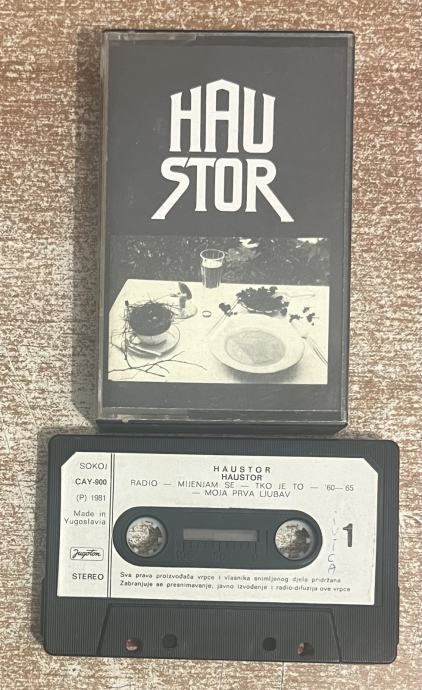 HAU
STOR
SOKOJ
CAY-900
(P) 1981
Made in
Yugoslavia
Jugoton
STEREO
HAUSTOR
HAUSTOR
RADIO — MIJENJAM SE — TKO JE TO — '60—'65
— MOJA PRVA LJUBAV
1
IVICA
Sva prava proizvođača vrpce i vlasnika snimljenog djela pridržana
Zabranjuje se presnimavanje, javno izvođenje i radio-difuzija ove vrpce